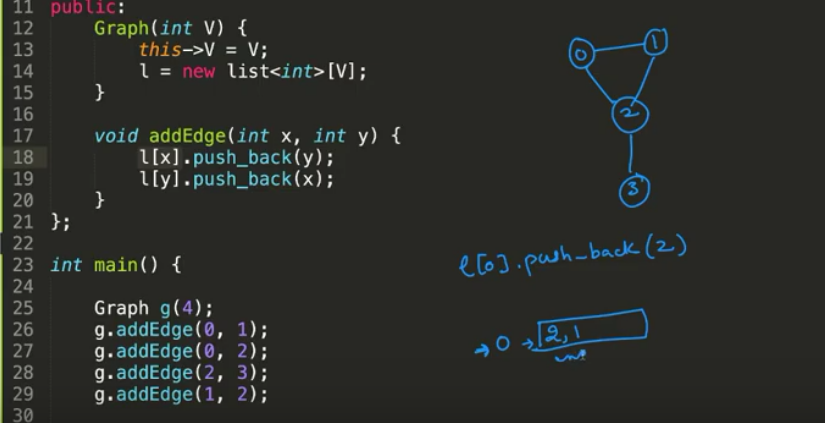 11 public:
12 Graph(int V) {
13 this->V = V;
14 l = new list<int>[V];
15 }
16
17 void addEdge(int x, int y) {
18 l[x].push_back(y);
19 l[y].push_back(x);
20 }
21 };
22
23 int main() {
24
25 Graph g(4);
26 g.addEdge(0, 1);
27 g.addEdge(0, 2);
28 g.addEdge(2, 3);
29 g.addEdge(1, 2);
30
0 1
2
3
l[0].push_back(2)
→ 0 → 2, 1